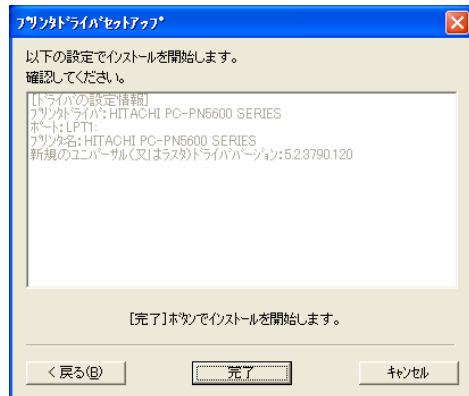 ﾌﾟﾘﾝﾀﾄﾞﾗｲﾊﾞｾｯﾄｱｯﾌﾟ
以下の設定でインストールを開始します。
確認してください。
[ﾄﾞﾗｲﾊﾞの設定情報]
ﾌﾟﾘﾝﾀﾄﾞﾗｲﾊﾞ: HITACHI PC-PN5600 SERIES
ﾎﾟｰﾄ: LPT1:
ﾌﾟﾘﾝﾀ名: HITACHI PC-PN5600 SERIES
新規のﾕﾆﾊﾞｰｻﾙ(又はﾗｽﾀ)ﾄﾞﾗｲﾊﾞﾊﾞｰｼﾞｮﾝ: 5.2.3790.120
[完了]ﾎﾞﾀﾝでｲﾝｽﾄｰﾙを開始します。
< 戻る(B)
完了
ｷｬﾝｾﾙ